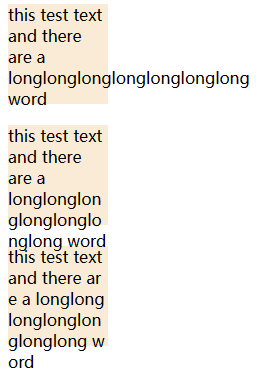 this test text
and there
are a
longlonglonglonglonglonglong
word
this test text
and there
are a
longlonglon
glonglonglo
nglong word
this test text
and there ar
e a longlong
longlonglon
glonglong w
ord